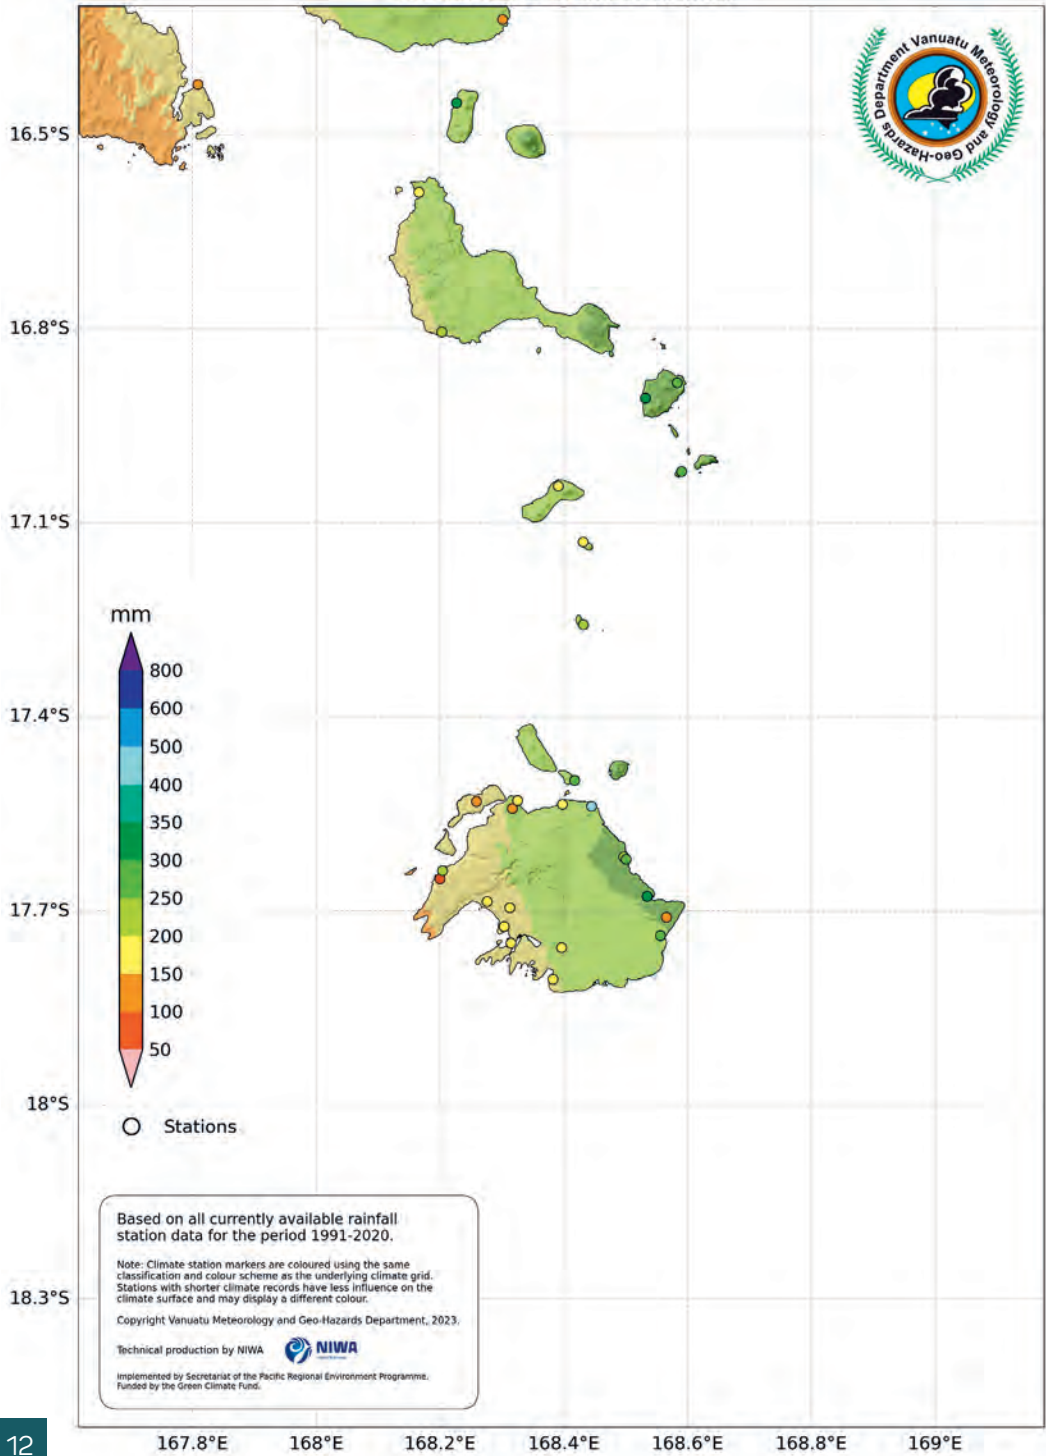 Vanuatu Meteorology and Geo-Hazards Department
16.5°S
16.8°S
17.1°S
17.4°S
17.7°S
18°S
18.3°S
mm
800
600
500
400
350
300
250
200
150
100
50
Stations
Based on all currently available rainfall
station data for the period 1991-2020.
Note: Climate station markers are coloured using the same
classification and colour scheme as the underlying climate grid.
Stations with shorter climate records have less influence on the
climate surface and may display a different colour.
Copyright Vanuatu Meteorology and Geo-Hazards Department, 2023.
Technical production by NIWA
NIWA
Implemented by Secretariat of the Pacific Regional Environment Programme.
Funded by the Green Climate Fund.
167.8°E
168°E
168.2°E
168.4°E
168.6°E
168.8°E
169°E
12